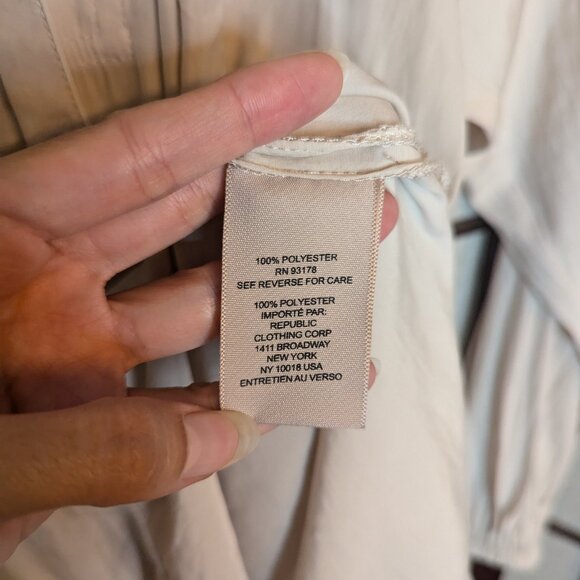 100% POLYESTER
RN 93178
SEE REVERSE FOR CARE
100% POLYESTER
IMPORTÉ PAR:
REPUBLIC
CLOTHING CORP
1411 BROADWAY
NEW YORK
NY 10018 USA
ENTRETIEN AU VERSO